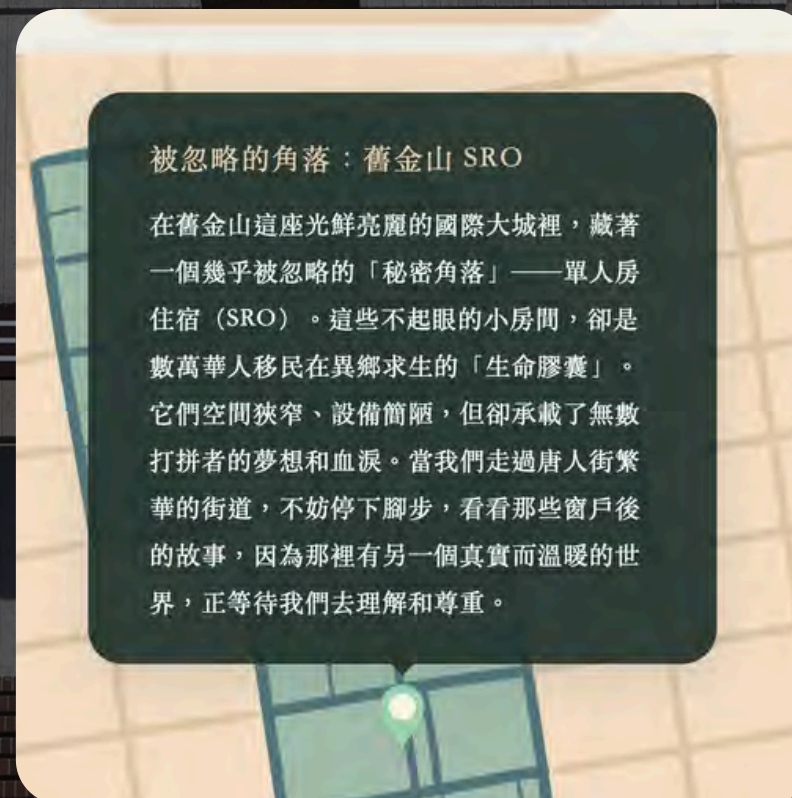 被忽略的角落：舊金山 SRO
在舊金山這座光鮮亮麗的國際大城裡，藏著
一個幾乎被忽略的「秘密角落」——單人房
住宿（SRO）。這些不起眼的小房間，卻是
數萬華人移民在異鄉求生的「生命膠囊」。
它們空間狹窄、設備簡陋，但卻承載了無數
打拼者的夢想和血淚。當我們走過唐人街繁
華的街道，不妨停下腳步，看看那些窗戶後
的故事，因為那裡有另一個真實而溫暖的世
界，正等待我們去理解和尊重。